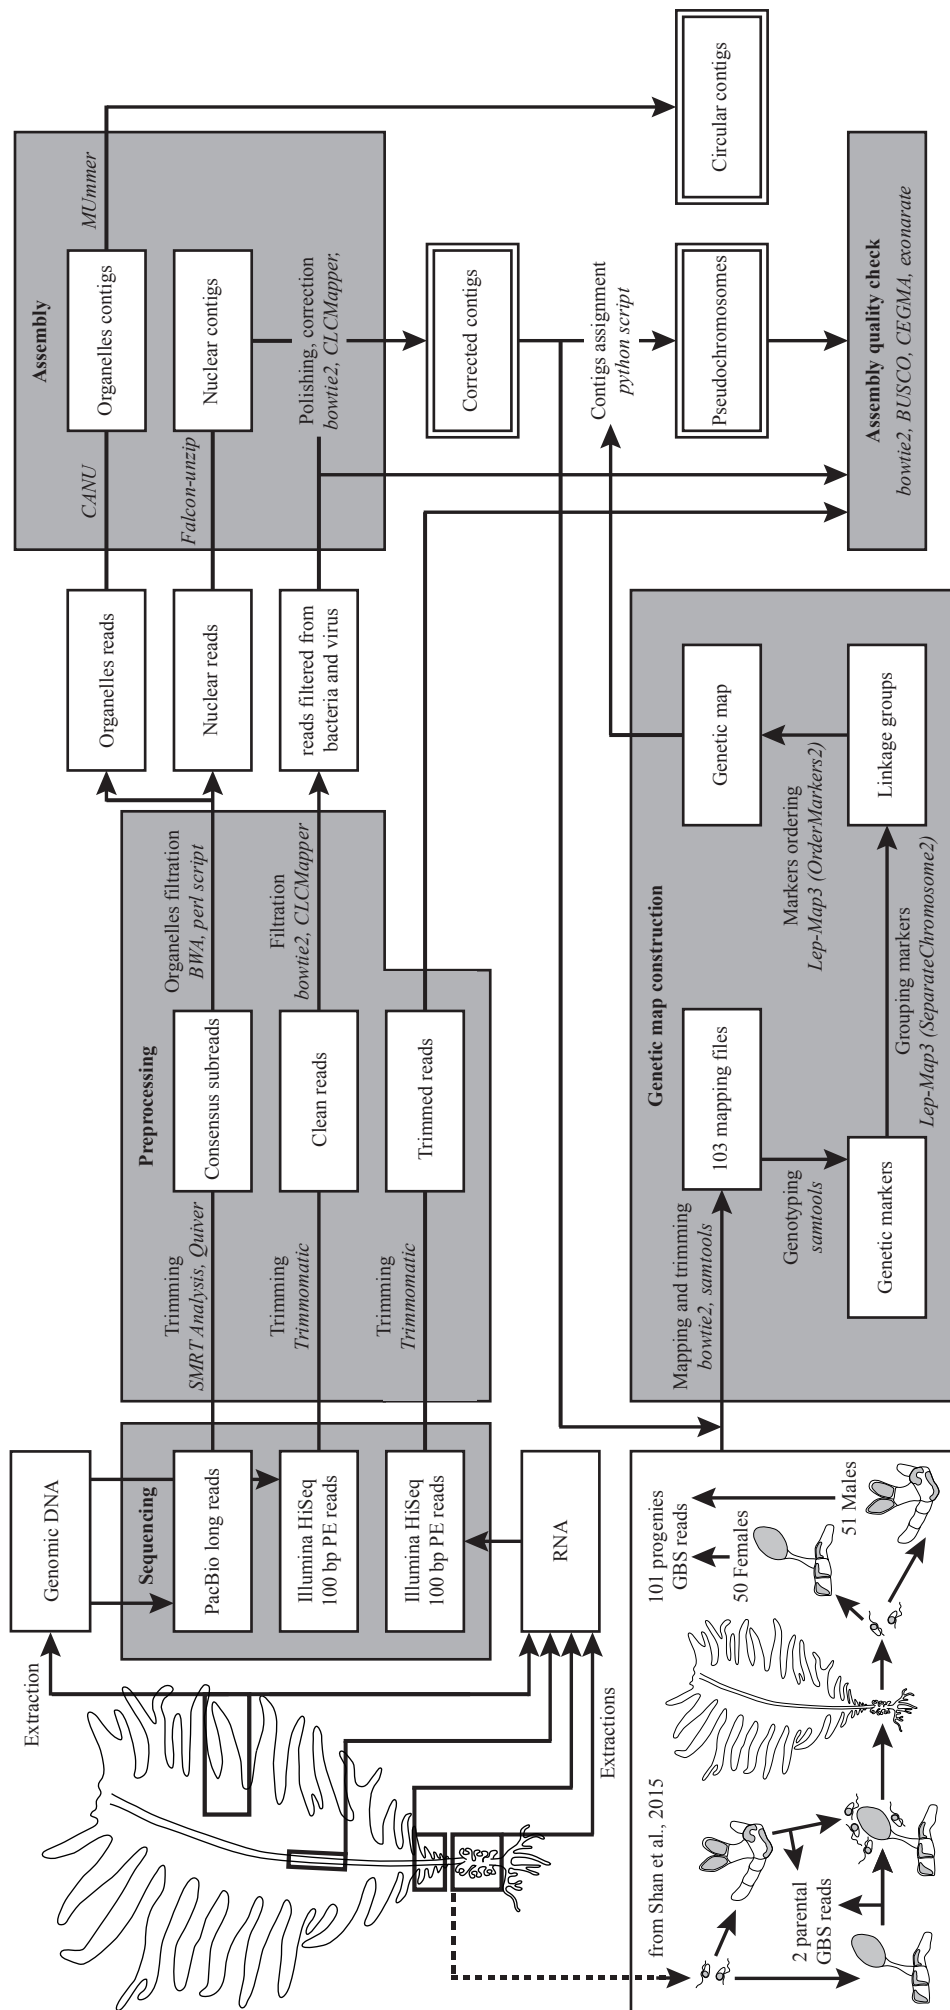 Extraction
Genomic DNA
Sequencing
PacBio long reads
Illumina HiSeq
100 bp PE reads
Illumina HiSeq
100 bp PE reads
RNA
Extractions
Preprocessing
Trimming
SMRT Analysis, Quiver
Consensus subreads
Organelles filtration
BWA, perl script
Trimming
Trimmomatic
Clean reads
Filtration
bowtie2, CLCMapper
Trimming
Trimmomatic
Trimmed reads
Organelles reads
Nuclear reads
reads filtered from
bacteria and virus
Assembly
CANU
Organelles contigs
MUmmer
Falcon-unzip
Nuclear contigs
Polishing, correction
bowtie2, CLCMapper,
Corrected contigs
Circular contigs
Contigs assignment
python script
Pseudochromosomes
Assembly quality check
bowtie2, BUSCO, CEGMA, exonarate
from Shan et al., 2015
2 parental
GBS reads
101 progenies
GBS reads
50 Females
51 Males
Genetic map construction
Mapping and trimming
bowtie2, samtools
103 mapping files
Genotyping
samtools
Genetic markers
Grouping markers
Lep-Map3 (SeparateChromosome2)
Linkage groups
Markers ordering
Lep-Map3 (OrderMarkers2)
Genetic map